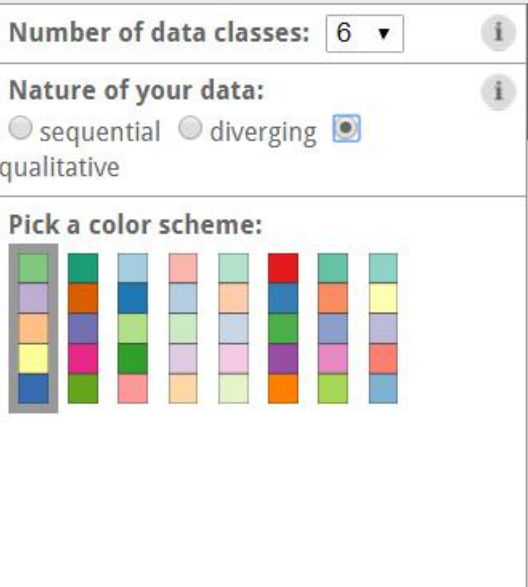 Number of data classes: 6 i
Nature of your data: i
sequential diverging
qualitative
Pick a color scheme: